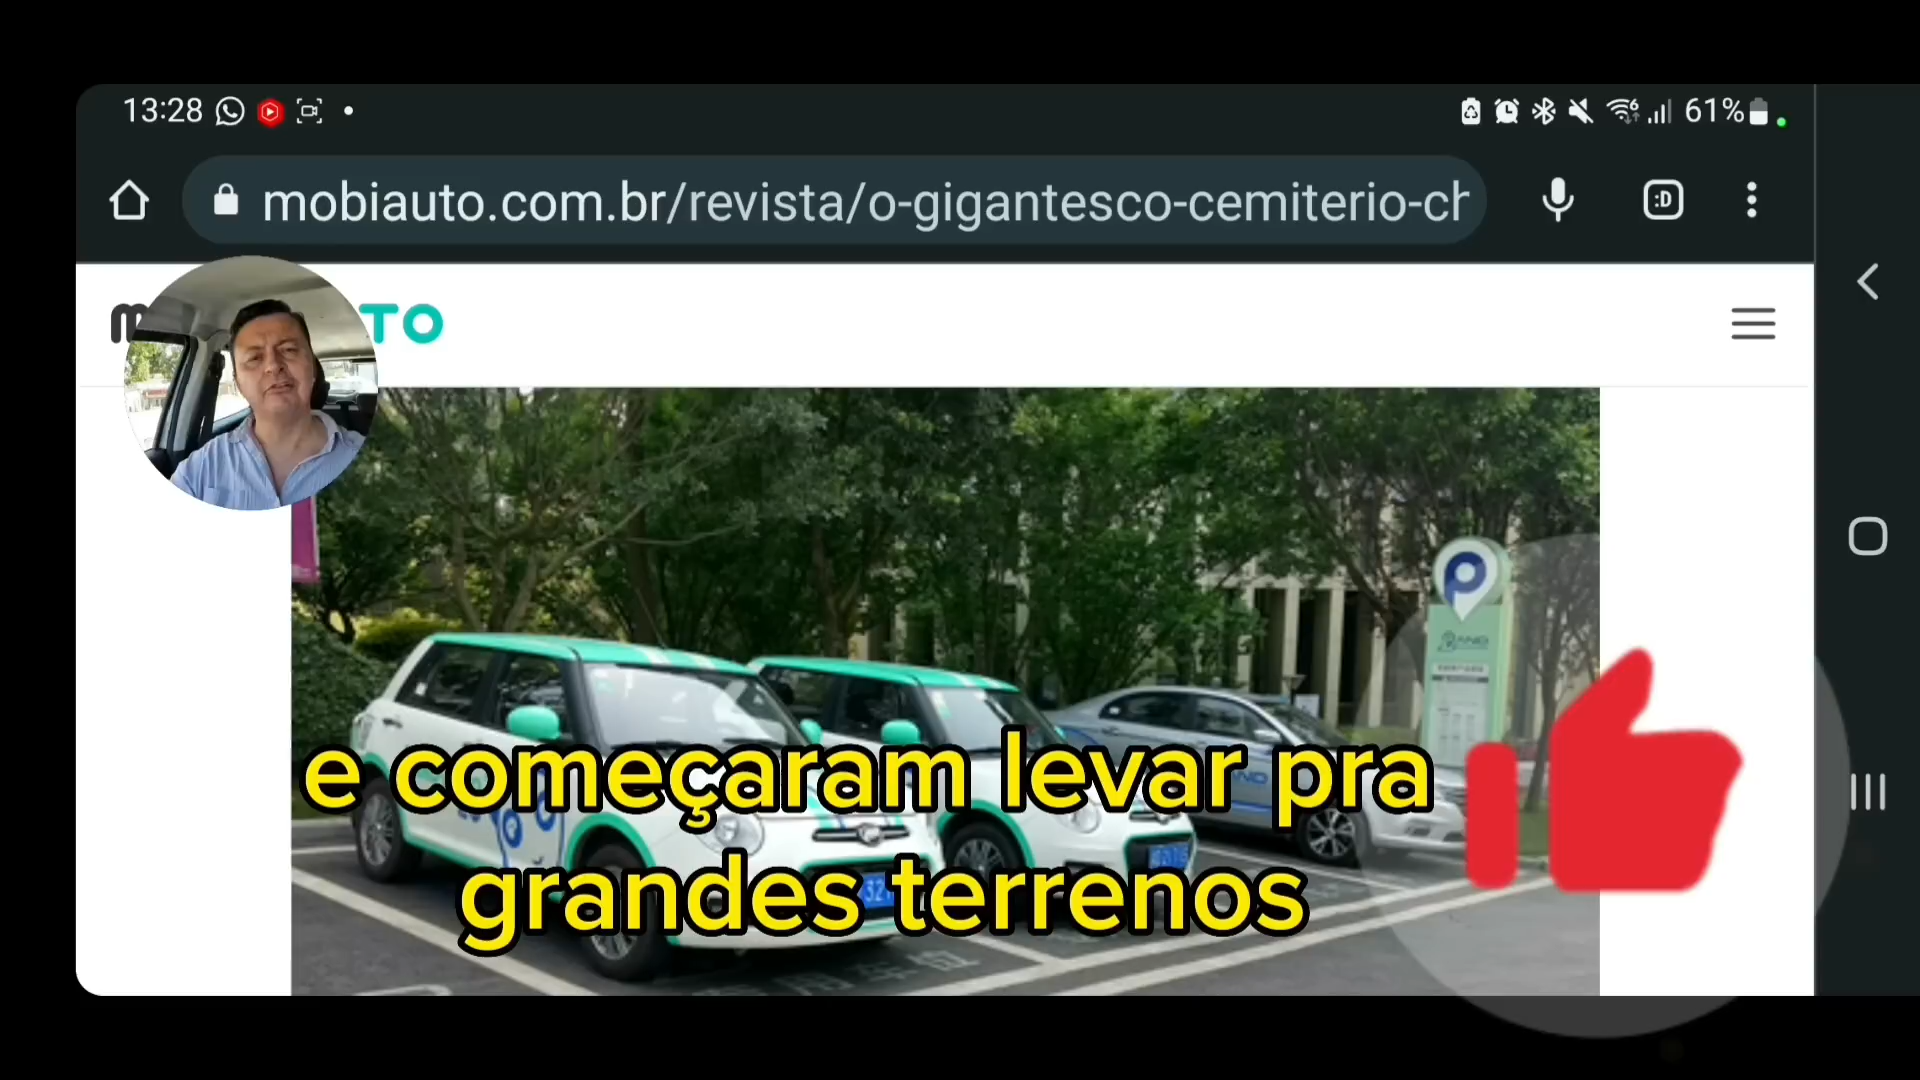 13:28
61%
mobiauto.com.br/revista/o-gigantesco-cemiterio-ch
:D
TO
P
e começaram levar pra
grandes terrenos